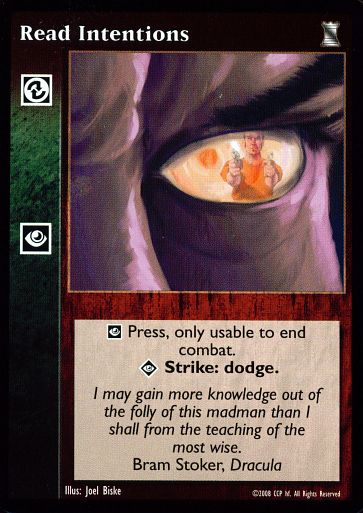 Read Intentions
Press, only usable to end
combat.
Strike: dodge.
I may gain more knowledge out of
the folly of this madman than I
shall from the teaching of the
most wise.
Bram Stoker, Dracula
Illus: Joel Biske
©2008 CCP hf. All Rights Reserved